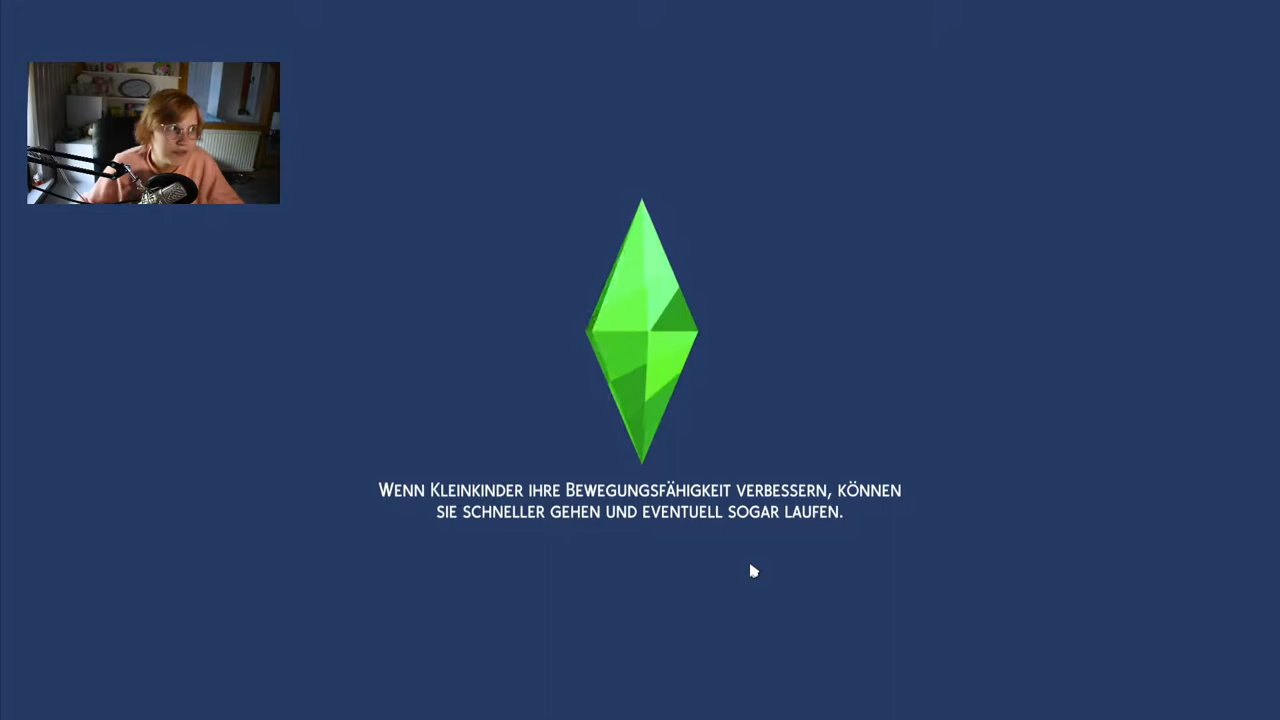 Wenn Kleinkinder ihre Bewegungsfähigkeit verbessern, können
sie schneller gehen und eventuell sogar laufen.